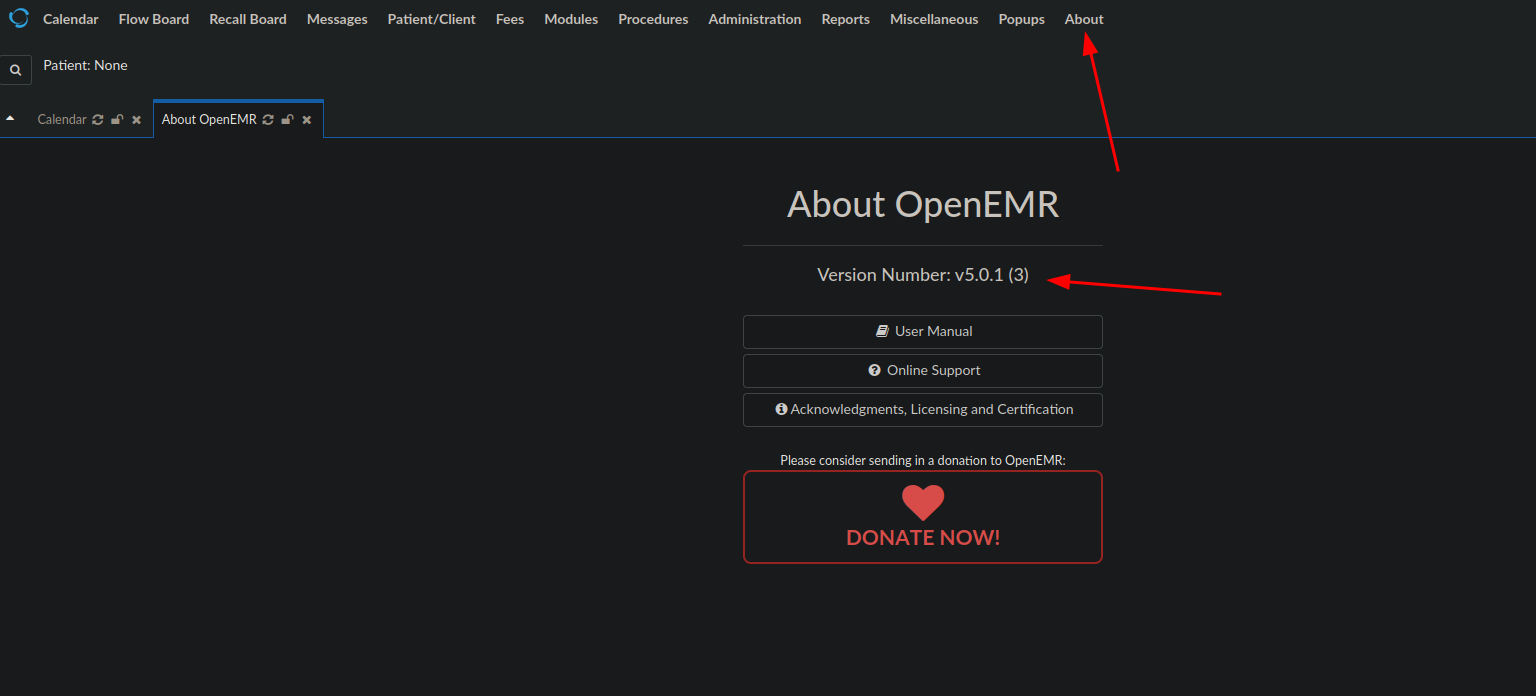 Calendar Flow Board Recall Board Messages Patient/Client Fees Modules Procedures Administration Reports Miscellaneous Popups About
Patient: None
Calendar About OpenEMR
About OpenEMR
Version Number: v5.0.1 (3)
User Manual
Online Support
Acknowledgments, Licensing and Certification
Please consider sending in a donation to OpenEMR:
DONATE NOW!